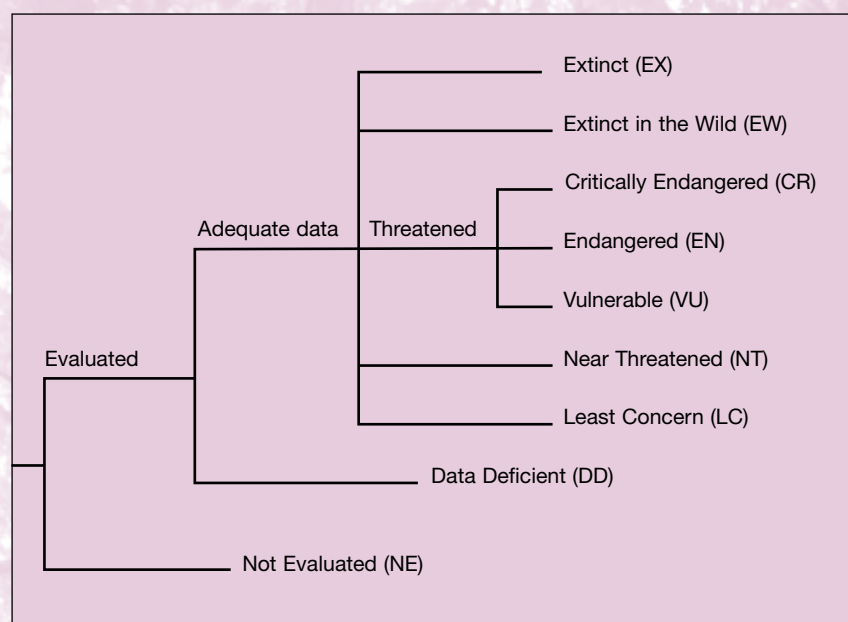 Extinct (EX)
Extinct in the Wild (EW)
Critically Endangered (CR)
Adequate data Threatened
Endangered (EN)
Vulnerable (VU)
Evaluated
Near Threatened (NT)
Least Concern (LC)
Data Deficient (DD)
Not Evaluated (NE)